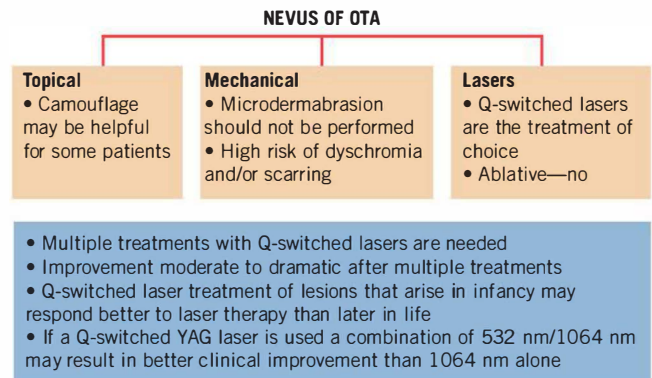 NEVUS OF OTA
Topical
• Camouflage
may be helpful
for some patients
Mechanical
• Microdermabrasion
should not be performed
• High risk of dyschromia
and/or scarring
Lasers
• Q-switched lasers
are the treatment of
choice
• Ablative—no
• Multiple treatments with Q-switched lasers are needed
• Improvement moderate to dramatic after multiple treatments
• Q-switched laser treatment of lesions that arise in infancy may
respond better to laser therapy than later in life
• If a Q-switched YAG laser is used a combination of 532 nm/1064 nm
may result in better clinical improvement than 1064 nm alone